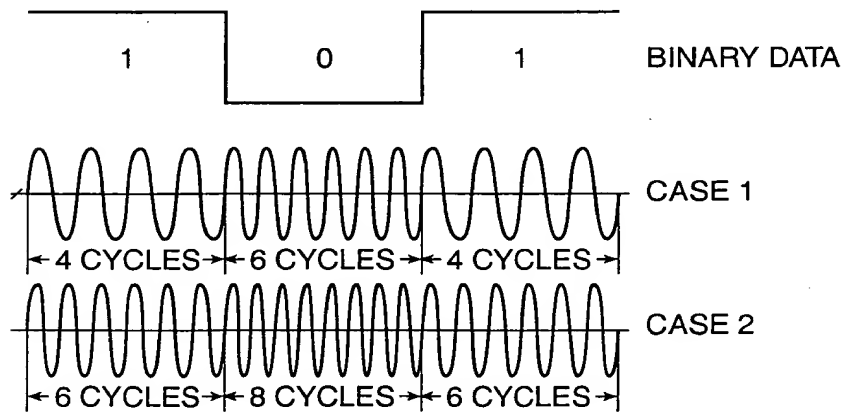 1 0 1 BINARY DATA
CASE 1
4 CYCLES 6 CYCLES 4 CYCLES
CASE 2
6 CYCLES 8 CYCLES 6 CYCLES